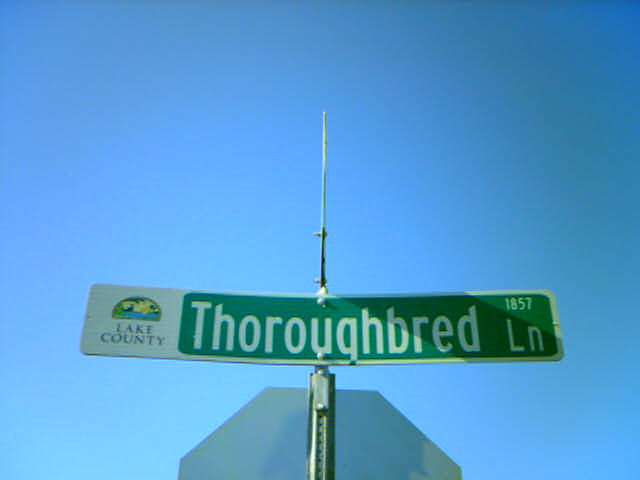 LAKE
COUNTY
Thoroughbred Ln
1857